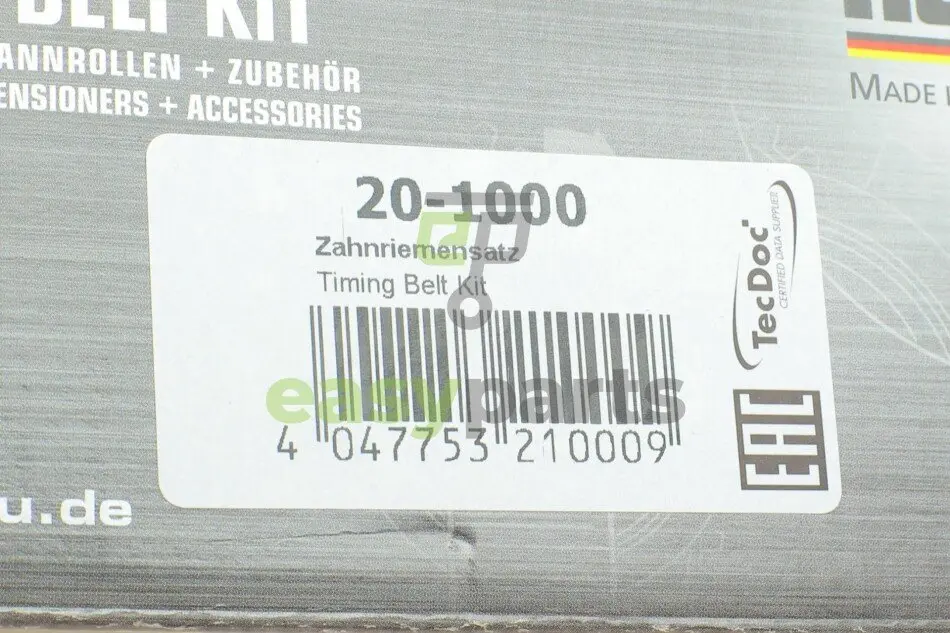 BELT KIT
ANNROLLEN + ZUBEHÖR
ENSIONERS + ACCESSORIES
MADE
20-1000
Zahnriemensatz
Timing Belt Kit
TecDoc
CERTIFIED DATA SUPPLIER
easyparts
4 047753 210009
EAC
u.de